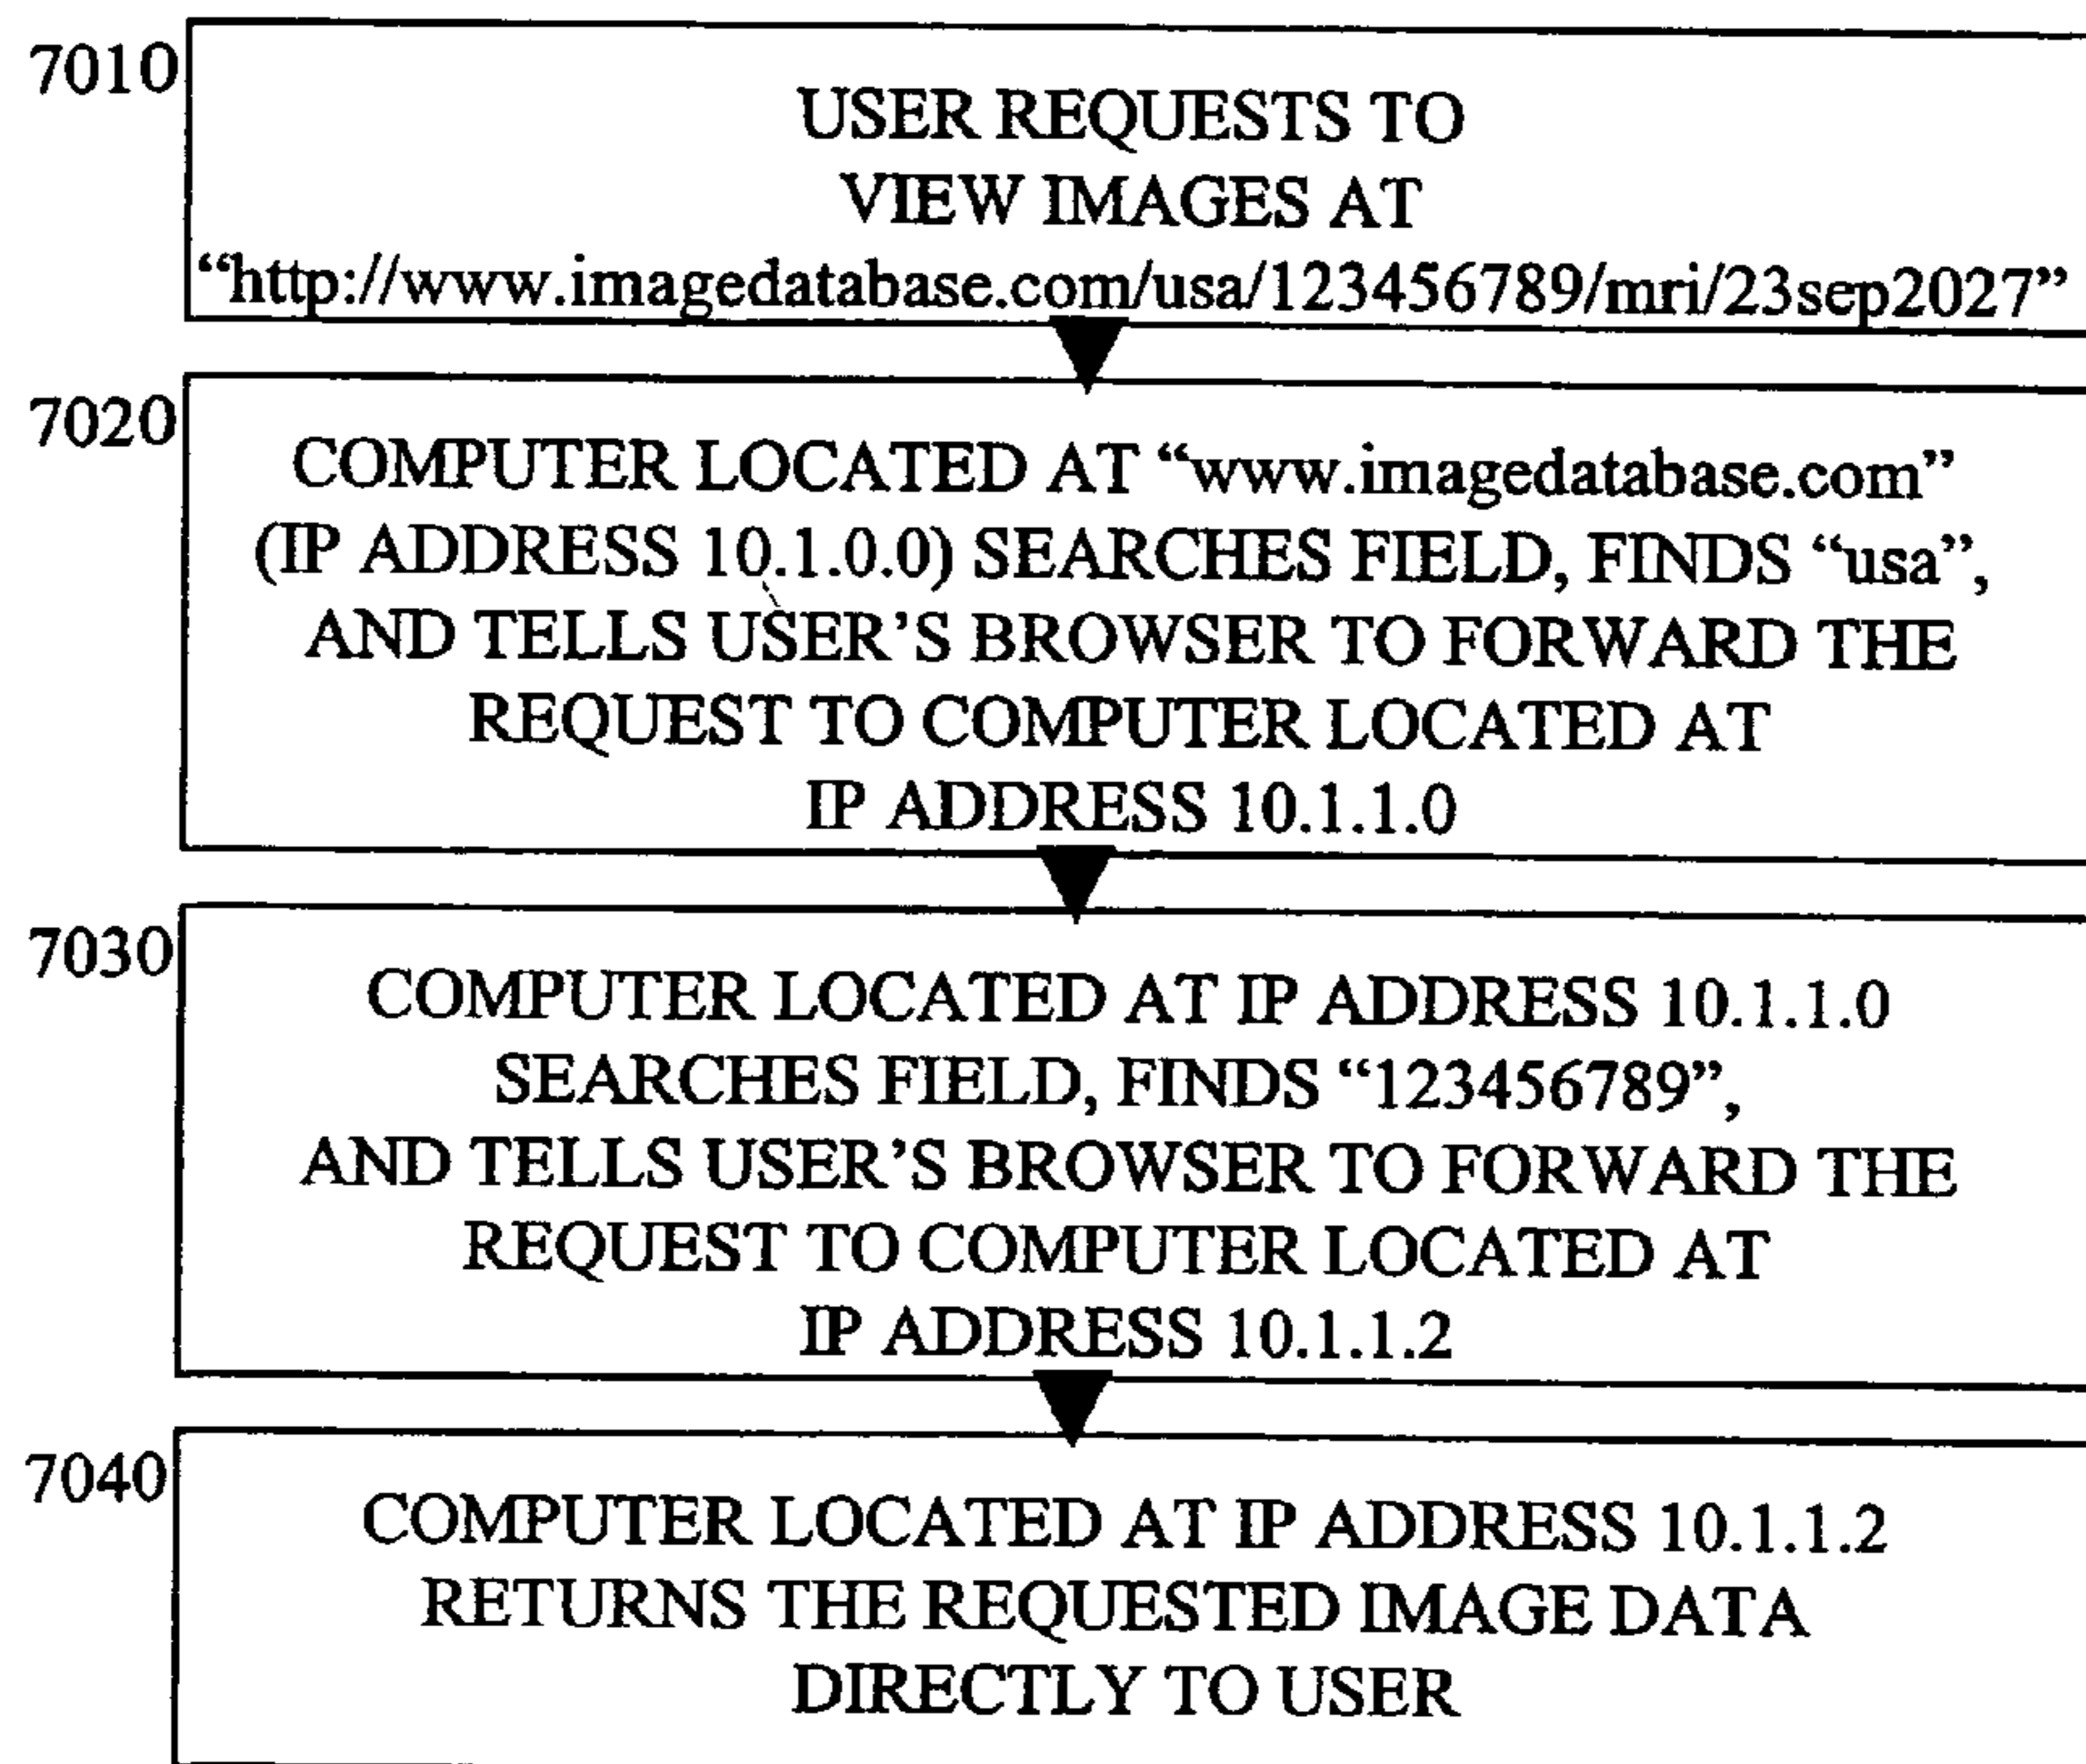 7010
USER REQUESTS TO
VIEW IMAGES AT
“http://www.imagedatabase.com/usa/123456789/mri/23sep2027”
7020
COMPUTER LOCATED AT “www.imagedatabase.com”
(IP ADDRESS 10.1.0.0) SEARCHES FIELD, FINDS “usa”,
AND TELLS USER’S BROWSER TO FORWARD THE
REQUEST TO COMPUTER LOCATED AT
IP ADDRESS 10.1.1.0
7030
COMPUTER LOCATED AT IP ADDRESS 10.1.1.0
SEARCHES FIELD, FINDS “123456789”,
AND TELLS USER’S BROWSER TO FORWARD THE
REQUEST TO COMPUTER LOCATED AT
IP ADDRESS 10.1.1.2
7040
COMPUTER LOCATED AT IP ADDRESS 10.1.1.2
RETURNS THE REQUESTED IMAGE DATA
DIRECTLY TO USER